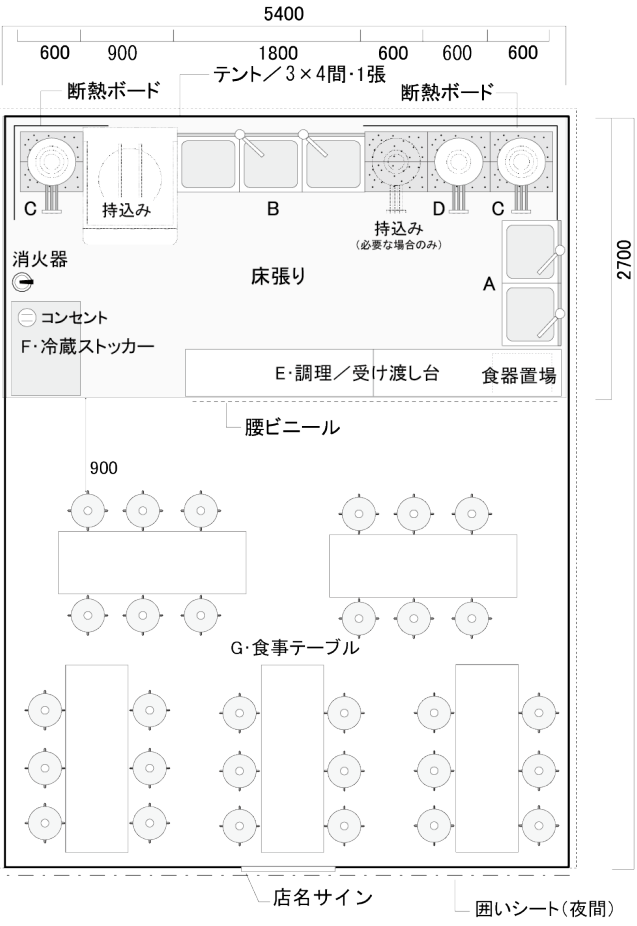 5400
600 900 1800 600 600 600
テント／3×4間・1張
断熱ボード
断熱ボード
C
持込み
B
持込み
(必要な場合のみ)
D
C
2700
消火器
床張り
A
コンセント
F・冷蔵ストッカー
E・調理／受け渡し台
食器置場
腰ビニール
900
G・食事テーブル
店名サイン
囲いシート(夜間)